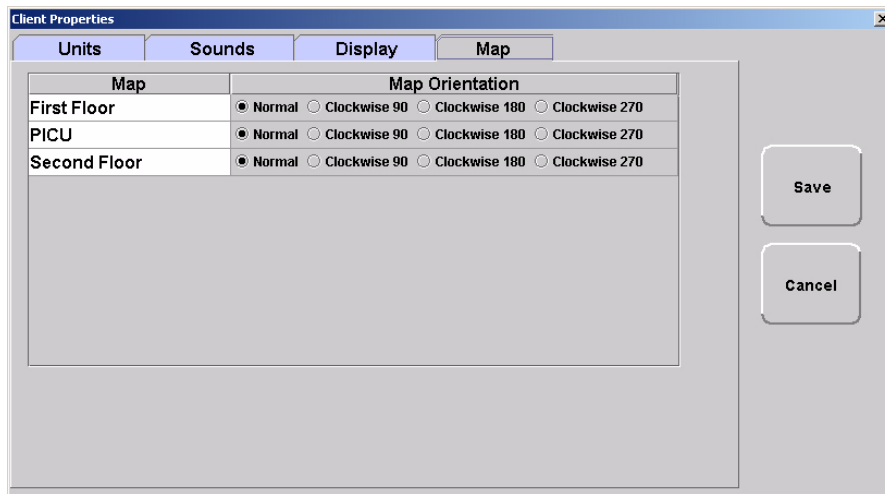 Client Properties
Units Sounds Display Map
Map Map Orientation
First Floor Normal Clockwise 90 Clockwise 180 Clockwise 270
PICU Normal Clockwise 90 Clockwise 180 Clockwise 270
Second Floor Normal Clockwise 90 Clockwise 180 Clockwise 270
Save
Cancel